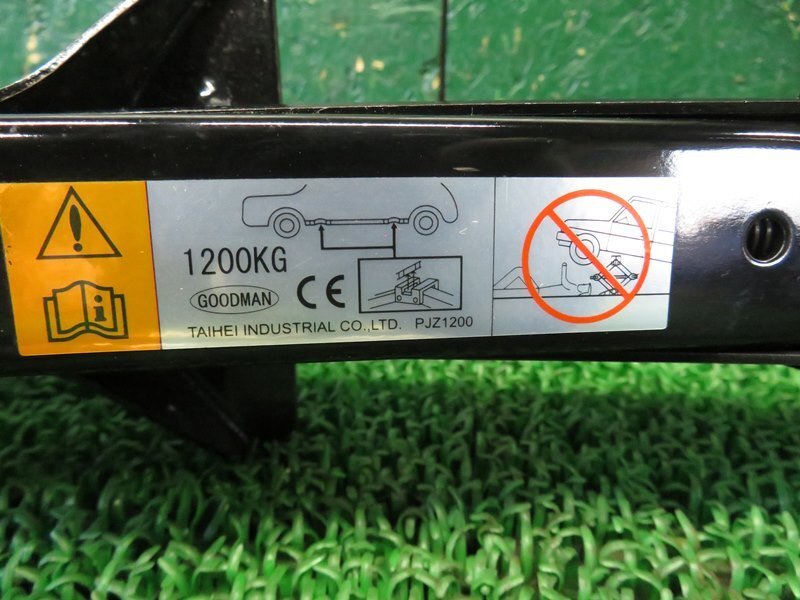 1200KG
GOODMAN CE
TAIHEI INDUSTRIAL CO.,LTD. PJZ1200